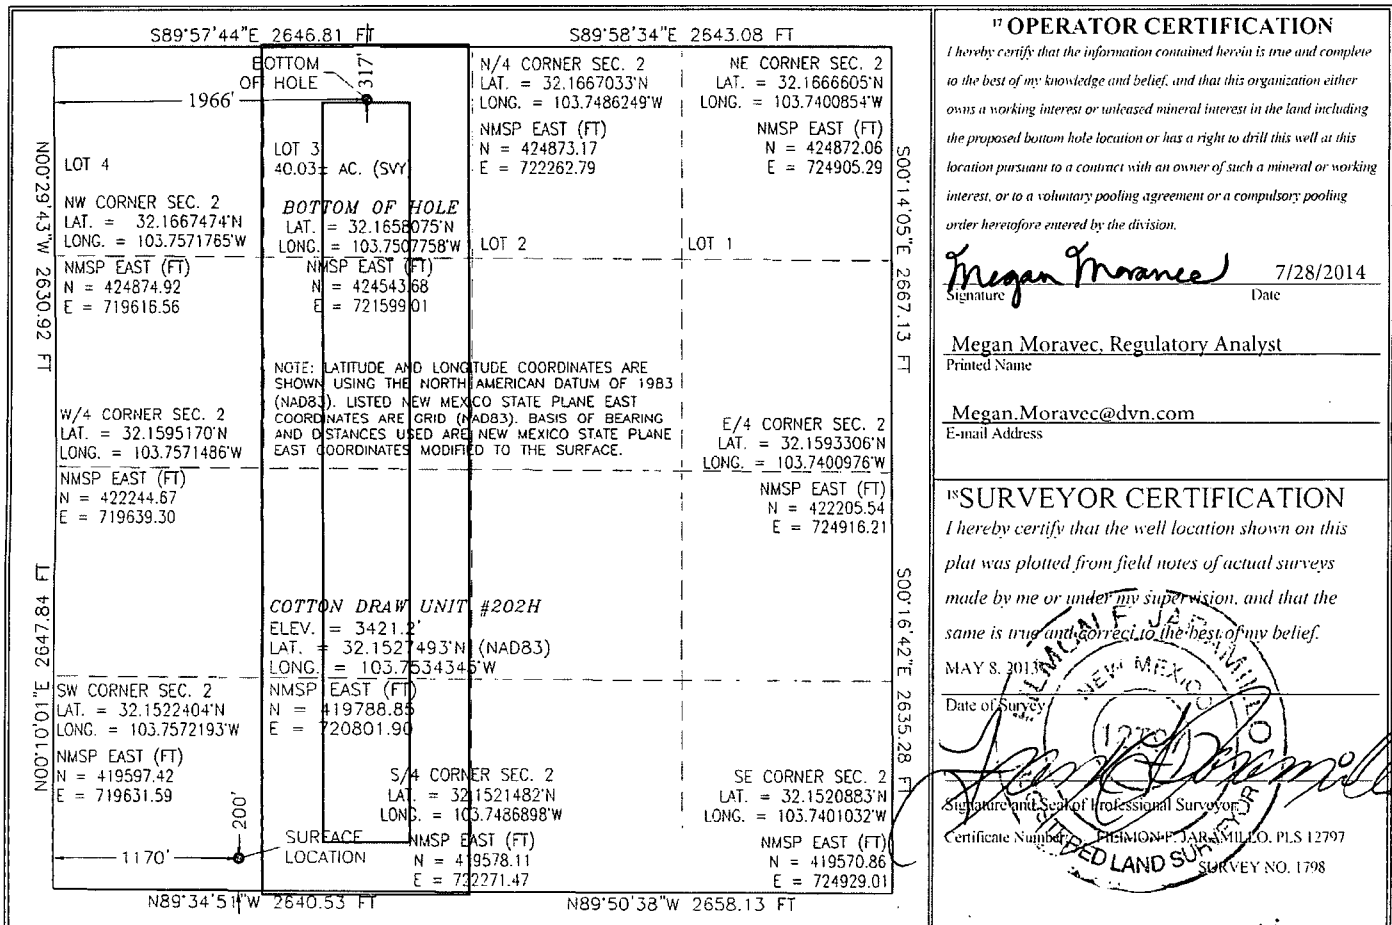 S89°57'44"E 2646.81 FT
S89°58'34"E 2643.08 FT
BOTTOM
OF HOLE
317'
1966'
N/4 CORNER SEC. 2
LAT. = 32.1667033°N
LONG. = 103.7486249°W
NMSP EAST (FT)
N = 424873.17
E = 722262.79
NE CORNER SEC. 2
LAT. = 32.1666605°N
LONG. = 103.7400854°W
NMSP EAST (FT)
N = 424872.06
E = 724905.29
LOT 4
NW CORNER SEC. 2
LAT. = 32.1667474°N
LONG. = 103.7571765°W
NMSP EAST (FT)
N = 424874.92
E = 719616.56
LOT 3
40.03± AC. (SVY)
BOTTOM OF HOLE
LAT. = 32.1658075°N
LONG. = 103.7507758°W
NMSP EAST (FT)
N = 424543.68
E = 721599.01
LOT 2
LOT 1
N00°29'43"W 2630.92 FT
S00°14'05"E 2667.13 FT
NOTE: LATITUDE AND LONGITUDE COORDINATES ARE
SHOWN USING THE NORTH AMERICAN DATUM OF 1983
(NAD83). LISTED NEW MEXICO STATE PLANE EAST
COORDINATES ARE GRID (NAD83). BASIS OF BEARING
AND DISTANCES USED ARE NEW MEXICO STATE PLANE
EAST COORDINATES MODIFIED TO THE SURFACE.
W/4 CORNER SEC. 2
LAT. = 32.1595170°N
LONG. = 103.7571486°W
NMSP EAST (FT)
N = 422244.67
E = 719639.30
E/4 CORNER SEC. 2
LAT. = 32.1593306°N
LONG. = 103.7400976°W
NMSP EAST (FT)
N = 422205.54
E = 724916.21
COTTON DRAW UNIT #202H
ELEV. = 3421.2'
LAT. = 32.1527493°N (NAD83)
LONG. = 103.7534345°W
NMSP EAST (FT)
N = 419788.85
E = 720801.90
N00°10'01"E 2647.84 FT
S00°16'42"E 2635.28 FT
SW CORNER SEC. 2
LAT. = 32.1522404°N
LONG. = 103.7572193°W
NMSP EAST (FT)
N = 419597.42
E = 719631.59
S/4 CORNER SEC. 2
LAT. = 32.1521482°N
LONG. = 103.7486898°W
NMSP EAST (FT)
N = 419578.11
E = 722271.47
SE CORNER SEC. 2
LAT. = 32.1520883°N
LONG. = 103.7401032°W
NMSP EAST (FT)
N = 419570.86
E = 724929.01
200'
1170'
SURFACE
LOCATION
N89°34'51"W 2640.53 FT
N89°50'38"W 2658.13 FT
17 OPERATOR CERTIFICATION
I hereby certify that the information contained herein is true and complete
to the best of my knowledge and belief, and that this organization either
owns a working interest or unleased mineral interest in the land including
the proposed bottom hole location or has a right to drill this well at this
location pursuant to a contract with an owner of such a mineral or working
interest, or to a voluntary pooling agreement or a compulsory pooling
order heretofore entered by the division.
Megan Moravec 7/28/2014
Signature Date
Megan Moravec, Regulatory Analyst
Printed Name
Megan.Moravec@dvn.com
E-mail Address
18 SURVEYOR CERTIFICATION
I hereby certify that the well location shown on this
plat was plotted from field notes of actual surveys
made by me or under my supervision, and that the
same is true and correct to the best of my belief.
MAY 8, 2013
Date of Survey
FILIMON F. JARAMILLO
NEW MEXICO
12797
LAND SURVEYOR
Signature and Seal of Professional Surveyor:
Certificate Number: FILIMON F. JARAMILLO, PLS 12797
SURVEY NO. 1798